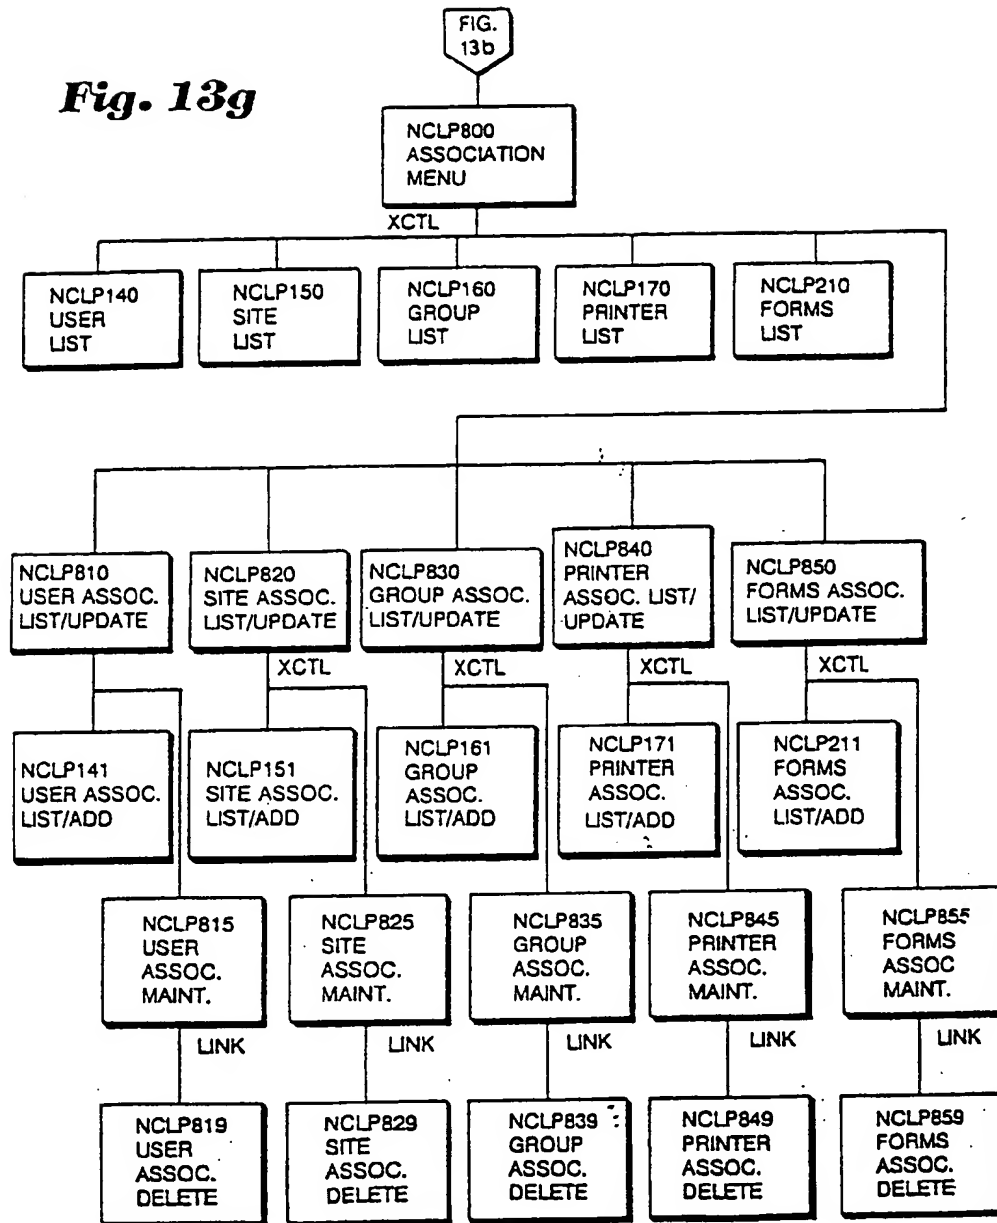 FIG.
13b
Fig. 13g
NCLP800
ASSOCIATION
MENU
XCTL
NCLP140
USER
LIST
NCLP150
SITE
LIST
NCLP160
GROUP
LIST
NCLP170
PRINTER
LIST
NCLP210
FORMS
LIST
NCLP810
USER ASSOC.
LIST/UPDATE
NCLP820
SITE ASSOC.
LIST/UPDATE
NCLP830
GROUP ASSOC.
LIST/UPDATE
NCLP840
PRINTER
ASSOC. LIST/
UPDATE
NCLP850
FORMS ASSOC.
LIST/UPDATE
XCTL
XCTL
XCTL
XCTL
NCLP141
USER ASSOC.
LIST/ADD
NCLP151
SITE ASSOC.
LIST/ADD
NCLP161
GROUP
ASSOC.
LIST/ADD
NCLP171
PRINTER
ASSOC.
LIST/ADD
NCLP211
FORMS
ASSOC.
LIST/ADD
NCLP815
USER
ASSOC.
MAINT.
NCLP825
SITE
ASSOC.
MAINT.
NCLP835
GROUP
ASSOC.
MAINT.
NCLP845
PRINTER
ASSOC.
MAINT.
NCLP855
FORMS
ASSOC
MAINT.
LINK
LINK
LINK
LINK
LINK
NCLP819
USER
ASSOC.
DELETE
NCLP829
SITE
ASSOC.
DELETE
NCLP839
GROUP
ASSOC.
DELETE
NCLP849
PRINTER
ASSOC.
DELETE
NCLP859
FORMS
ASSOC.
DELETE